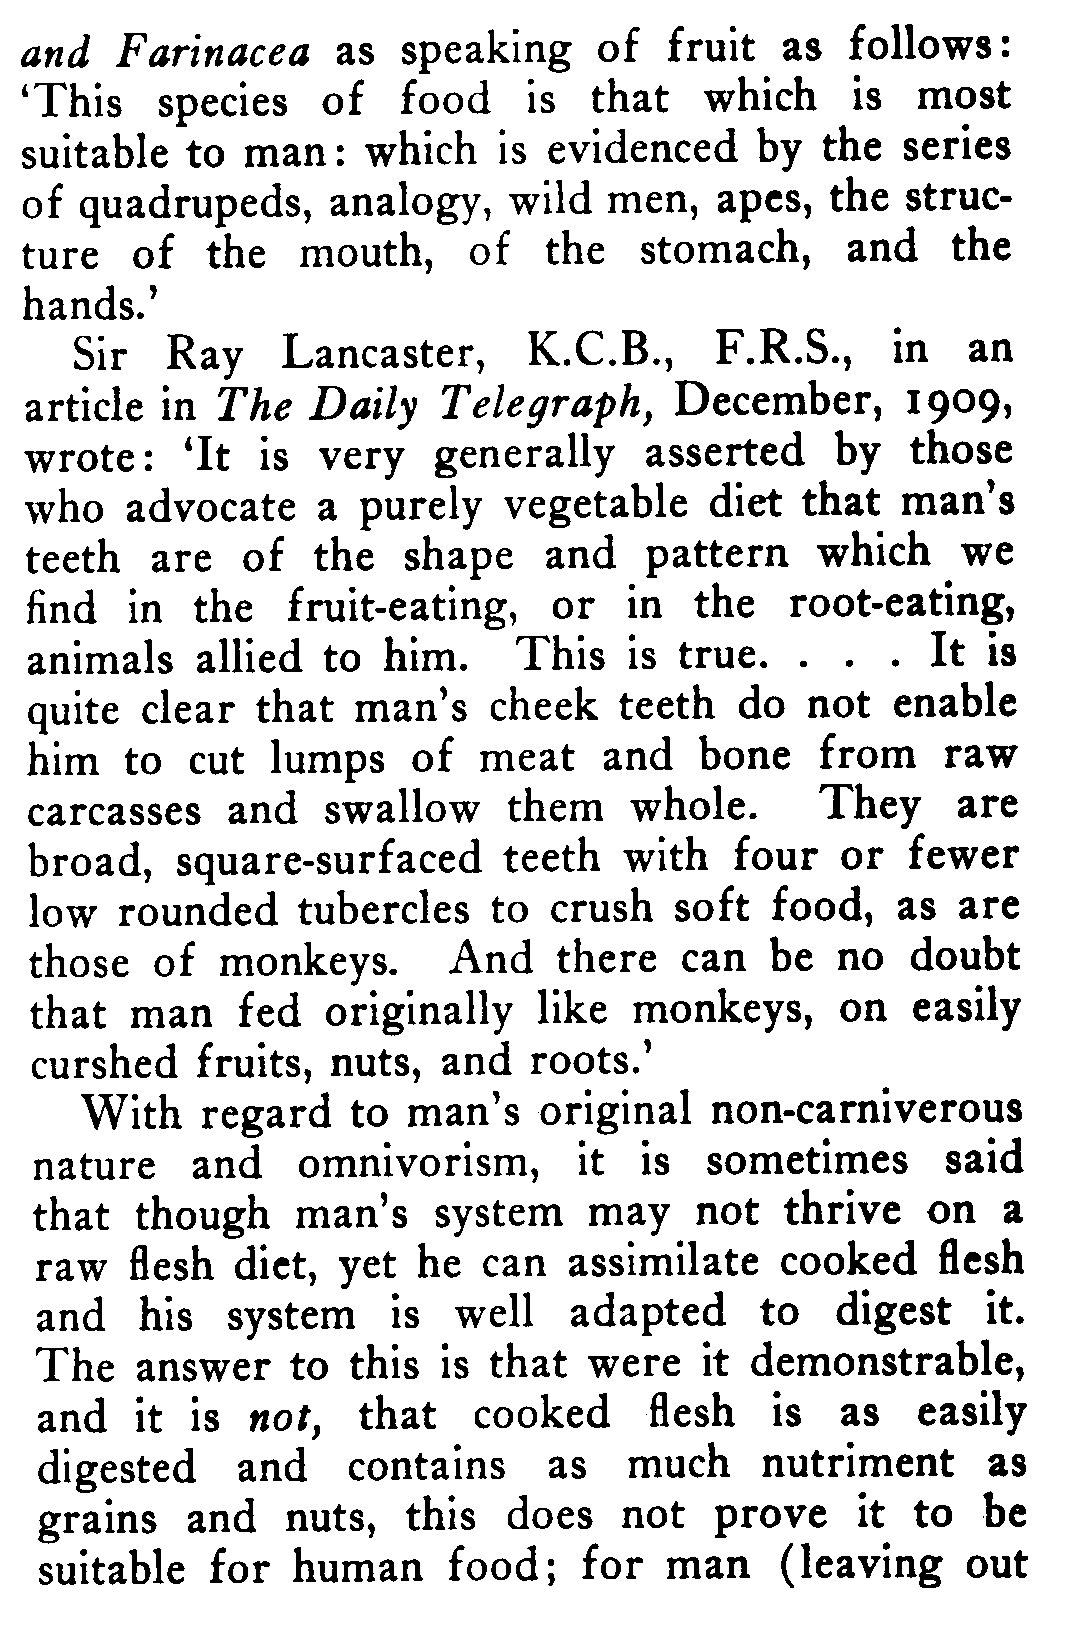 and Farinacea as speaking of fruit as follows:
‘This species of food is that which is most
suitable to man: which is evidenced by the series
of quadrupeds, analogy, wild men, apes, the struc-
ture of the mouth, of the stomach, and the
hands.’
Sir Ray Lancaster, K.C.B., F.R.S., in an
article in The Daily Telegraph, December, 1909,
wrote: ‘It is very generally asserted by those
who advocate a purely vegetable diet that man’s
teeth are of the shape and pattern which we
find in the fruit-eating, or in the root-eating,
animals allied to him. This is true. . . . It is
quite clear that man’s cheek teeth do not enable
him to cut lumps of meat and bone from raw
carcasses and swallow them whole. They are
broad, square-surfaced teeth with four or fewer
low rounded tubercles to crush soft food, as are
those of monkeys. And there can be no doubt
that man fed originally like monkeys, on easily
curshed fruits, nuts, and roots.’
With regard to man’s original non-carniverous
nature and omnivorism, it is sometimes said
that though man’s system may not thrive on a
raw flesh diet, yet he can assimilate cooked flesh
and his system is well adapted to digest it.
The answer to this is that were it demonstrable,
and it is not, that cooked flesh is as easily
digested and contains as much nutriment as
grains and nuts, this does not prove it to be
suitable for human food; for man (leaving out